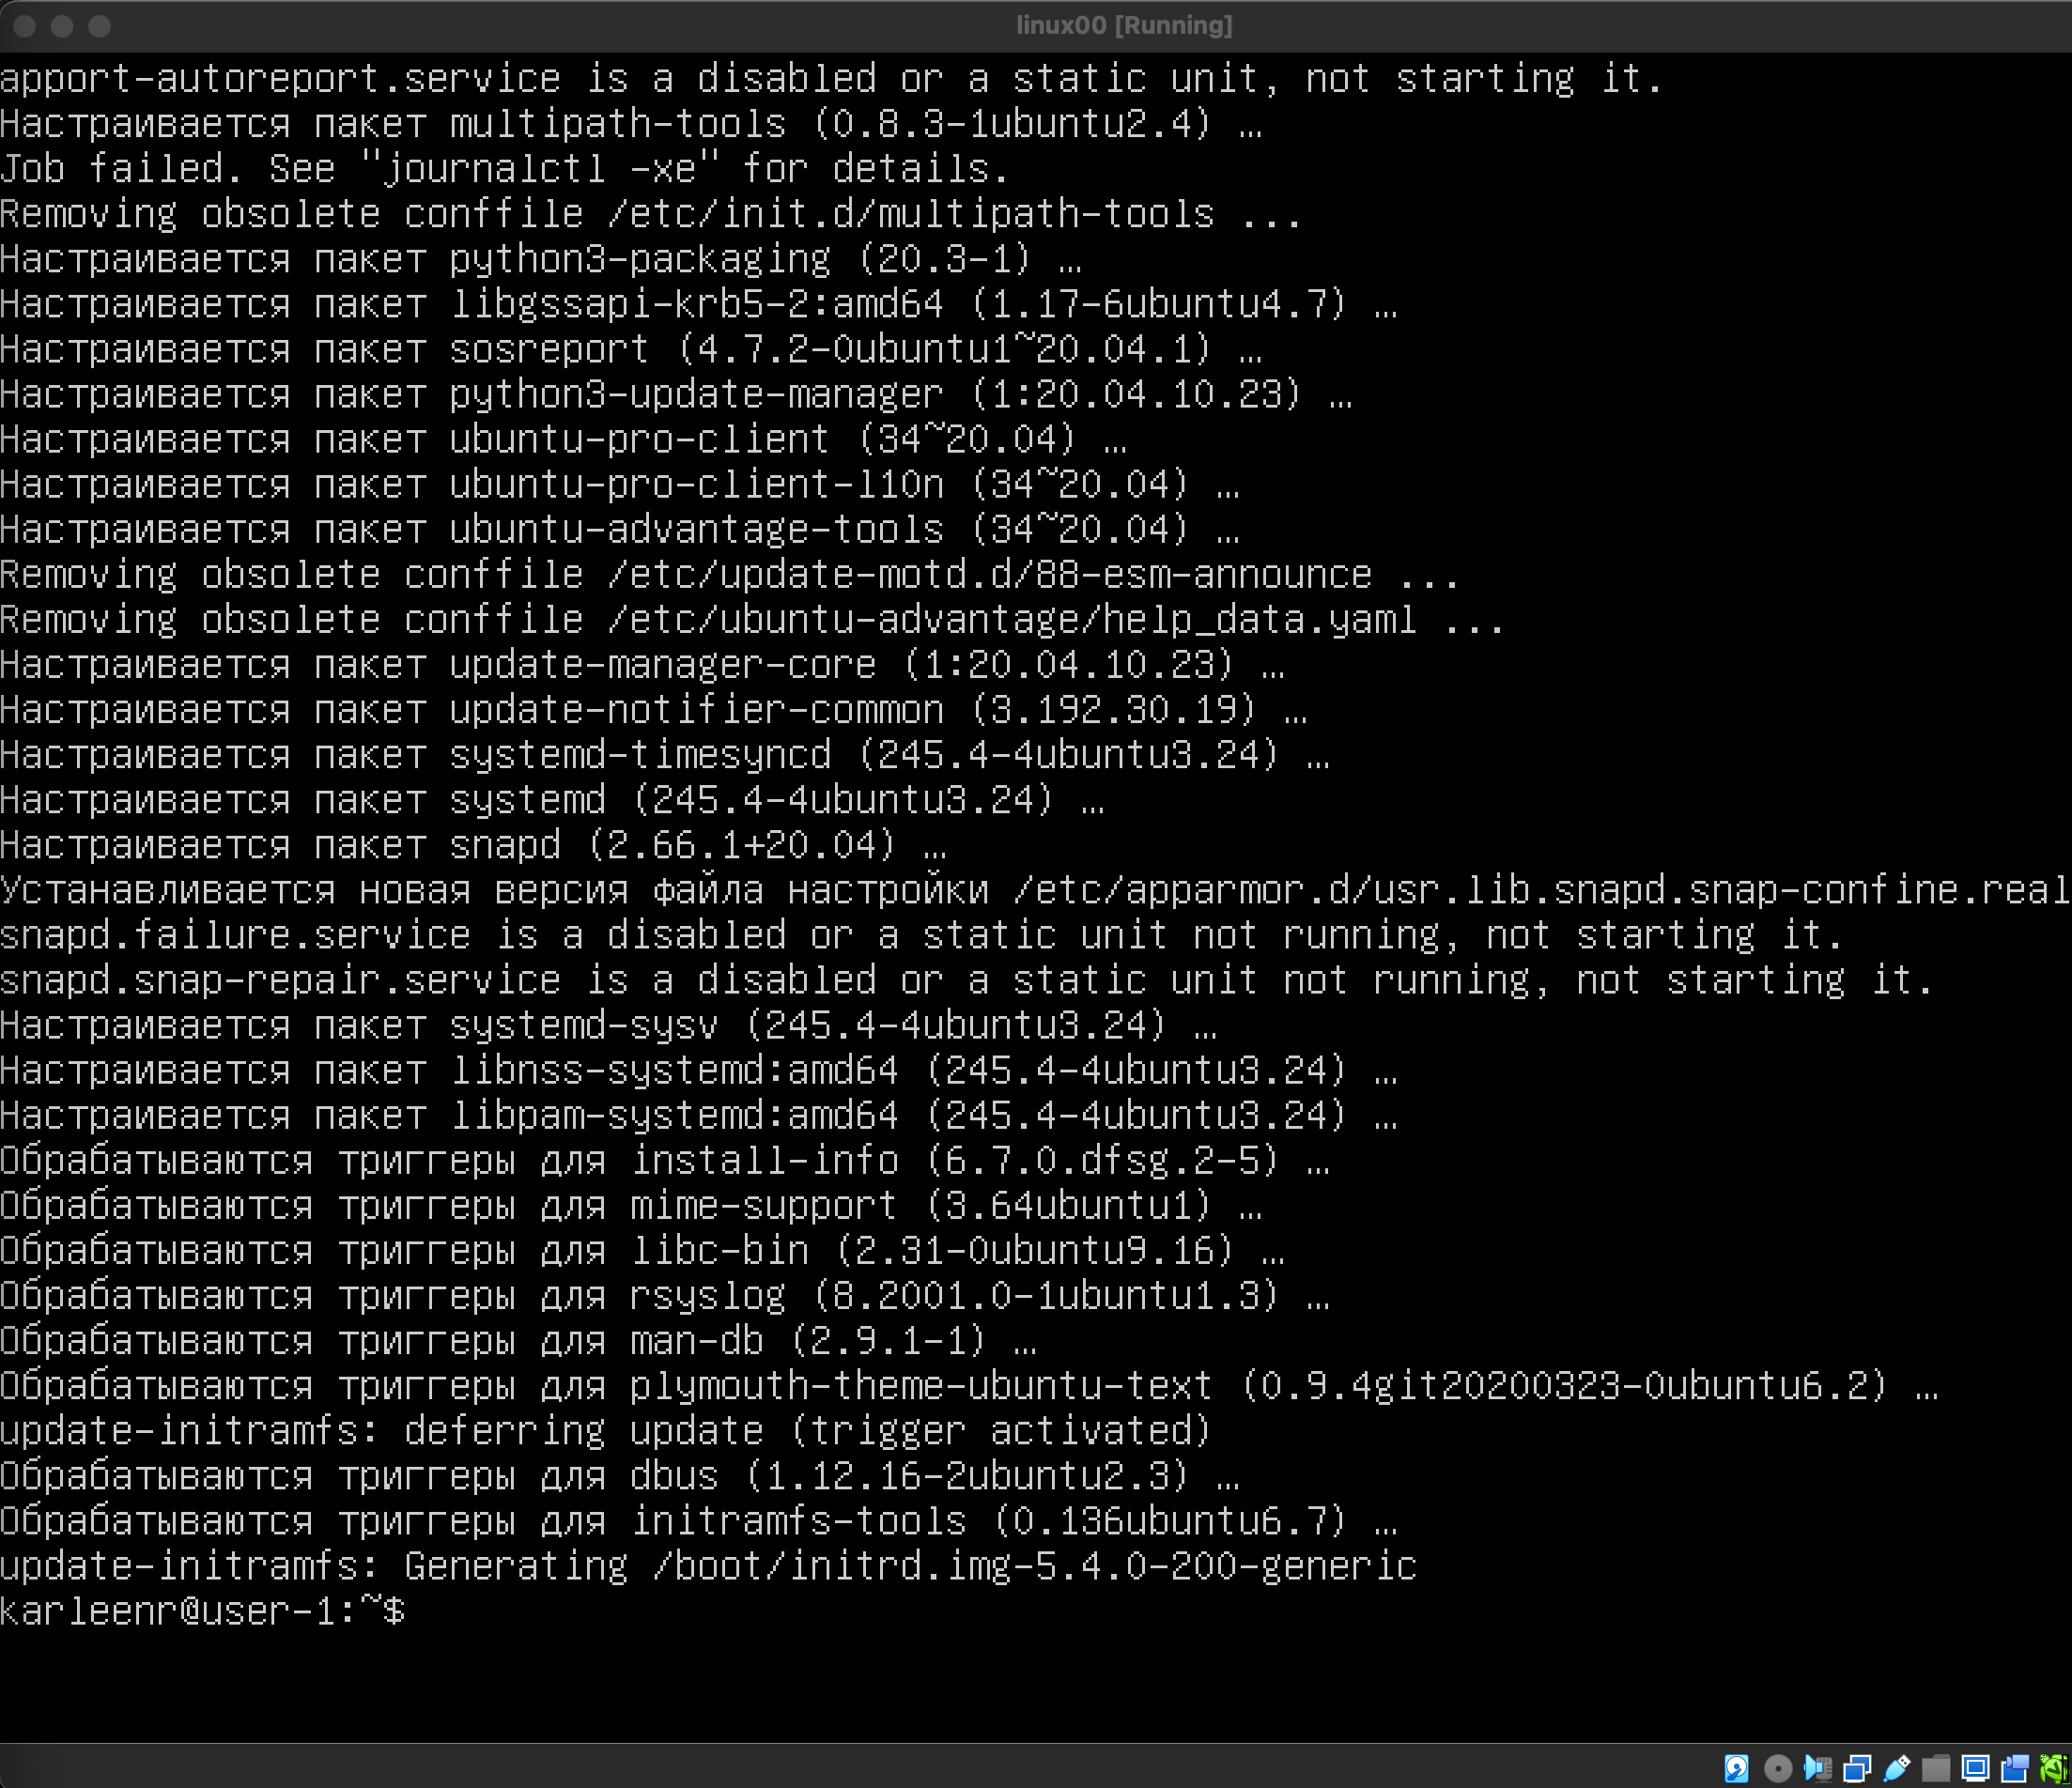 linux00 [Running]
apport-autoreport.service is a disabled or a static unit, not starting it.
Настраивается пакет multipath-tools (0.8.3-1ubuntu2.4) …
Job failed. See "journalctl -xe" for details.
Removing obsolete conffile /etc/init.d/multipath-tools ...
Настраивается пакет python3-packaging (20.3-1) …
Настраивается пакет libgssapi-krb5-2:amd64 (1.17-6ubuntu4.7) …
Настраивается пакет sosreport (4.7.2-0ubuntu1~20.04.1) …
Настраивается пакет python3-update-manager (1:20.04.10.23) …
Настраивается пакет ubuntu-pro-client (34~20.04) …
Настраивается пакет ubuntu-pro-client-l10n (34~20.04) …
Настраивается пакет ubuntu-advantage-tools (34~20.04) …
Removing obsolete conffile /etc/update-motd.d/88-esm-announce ...
Removing obsolete conffile /etc/ubuntu-advantage/help_data.yaml ...
Настраивается пакет update-manager-core (1:20.04.10.23) …
Настраивается пакет update-notifier-common (3.192.30.19) …
Настраивается пакет systemd-timesyncd (245.4-4ubuntu3.24) …
Настраивается пакет systemd (245.4-4ubuntu3.24) …
Настраивается пакет snapd (2.66.1+20.04) …
Устанавливается новая версия файла настройки /etc/apparmor.d/usr.lib.snapd.snap-confine.real
snapd.failure.service is a disabled or a static unit not running, not starting it.
snapd.snap-repair.service is a disabled or a static unit not running, not starting it.
Настраивается пакет systemd-sysv (245.4-4ubuntu3.24) …
Настраивается пакет libnss-systemd:amd64 (245.4-4ubuntu3.24) …
Настраивается пакет libpam-systemd:amd64 (245.4-4ubuntu3.24) …
Обрабатываются триггеры для install-info (6.7.0.dfsg.2-5) …
Обрабатываются триггеры для mime-support (3.64ubuntu1) …
Обрабатываются триггеры для libc-bin (2.31-0ubuntu9.16) …
Обрабатываются триггеры для rsyslog (8.2001.0-1ubuntu1.3) …
Обрабатываются триггеры для man-db (2.9.1-1) …
Обрабатываются триггеры для plymouth-theme-ubuntu-text (0.9.4git20200323-0ubuntu6.2) …
update-initramfs: deferring update (trigger activated)
Обрабатываются триггеры для dbus (1.12.16-2ubuntu2.3) …
Обрабатываются триггеры для initramfs-tools (0.136ubuntu6.7) …
update-initramfs: Generating /boot/initrd.img-5.4.0-200-generic
karleenr@user-1:~$